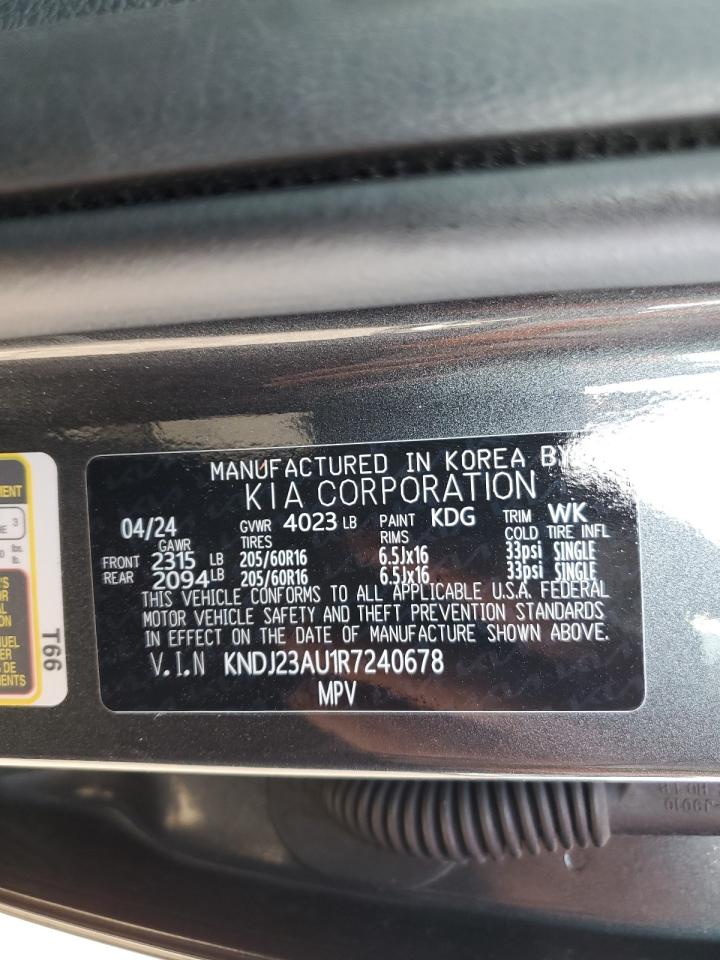 MANUFACTURED IN KOREA BY
KIA CORPORATION
04/24 GVWR 4023 LB PAINT KDG TRIM WK
GAWR TIRES RIMS COLD TIRE INFL
FRONT 2315 LB 205/60R16 6.5Jx16 33psi SINGLE
REAR 2094 LB 205/60R16 6.5Jx16 33psi SINGLE
THIS VEHICLE CONFORMS TO ALL APPLICABLE U.S.A. FEDERAL
MOTOR VEHICLE SAFETY AND THEFT PREVENTION STANDARDS
IN EFFECT ON THE DATE OF MANUFACTURE SHOWN ABOVE.
V.I.N KNDJ23AU1R7240678
MPV
T66